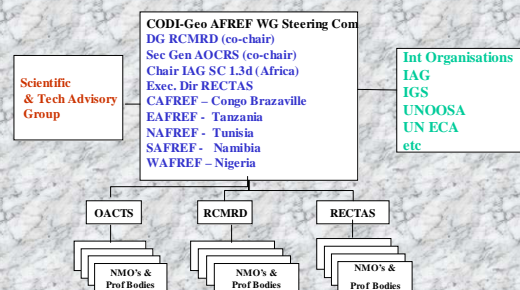 CODI-Geo AFREF WG Steering Com
DG RCMRD (co-chair)
Sec Gen AOCRS (co-chair)
Chair IAG SC 1.3d (Africa)
Exec. Dir RECTAS
CAFREF – Congo Brazaville
EAFREF - Tanzania
NAFREF - Tunisia
SAFREF - Namibia
WAFREF – Nigeria
Scientific
& Tech Advisory
Group
Int Organisations
IAG
IGS
UNOOSA
UN ECA
etc
OACTS
RCMRD
RECTAS
NMO's &
Prof Bodies
NMO's &
Prof Bodies
NMO's &
Prof Bodies